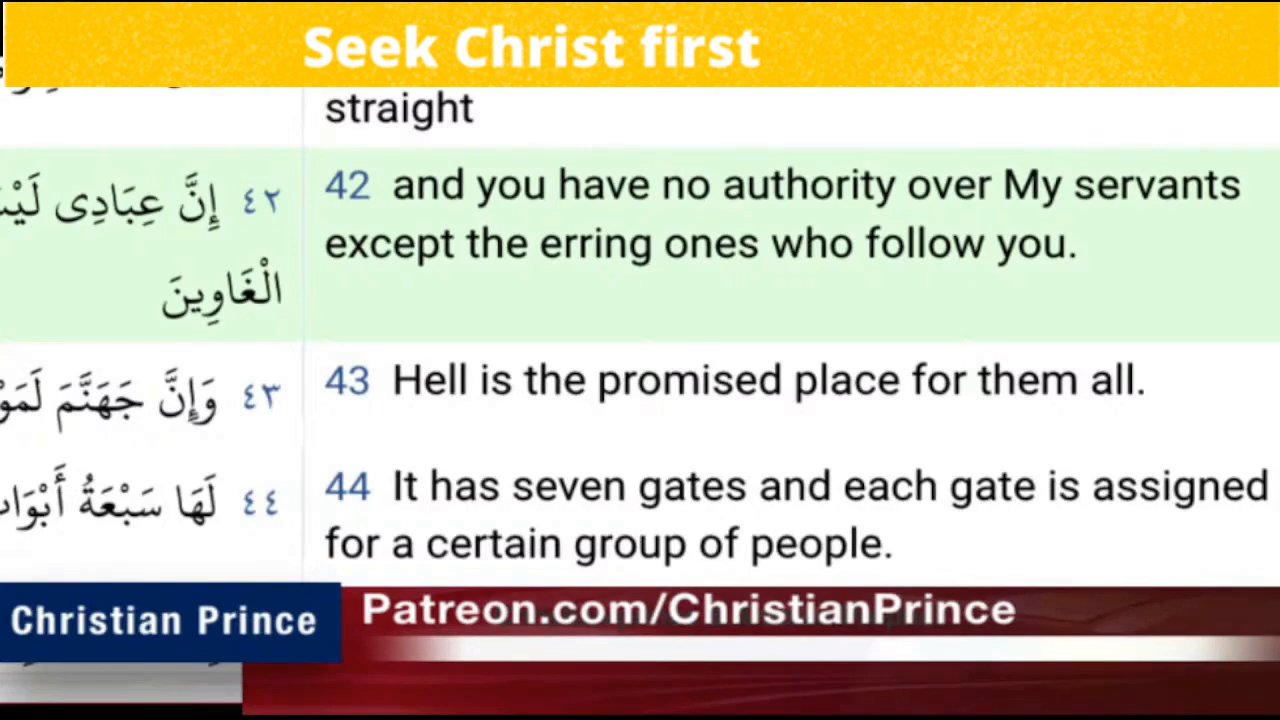 Seek Christ first
straight
٤٢ إِنَّ عِبَادِى
الْغَاوِينَ
42 and you have no authority over My servants
except the erring ones who follow you.
٤٣ وَإِنَّ جَهَنَّمَ
43 Hell is the promised place for them all.
٤٤ لَهَا سَبْعَةُ
44 It has seven gates and each gate is assigned
for a certain group of people.
Christian Prince
Patreon.com/ChristianPrince